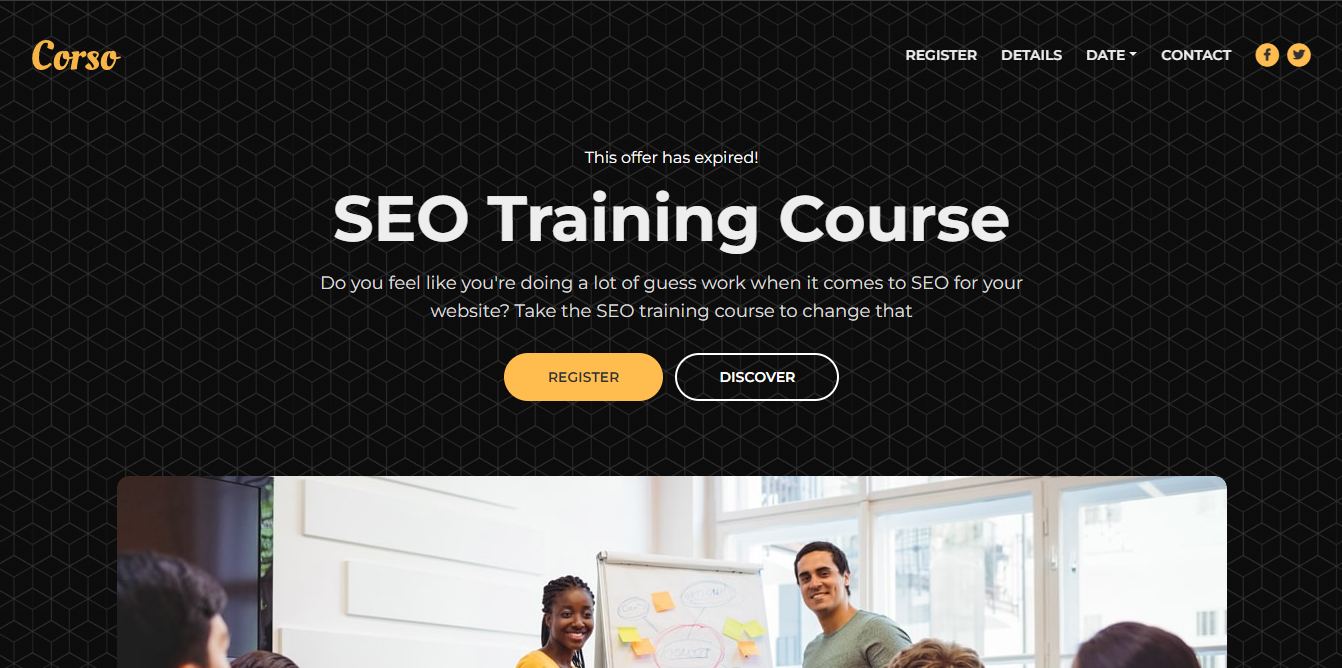 Corso
REGISTER DETAILS DATE CONTACT
This offer has expired!
SEO Training Course
Do you feel like you're doing a lot of guess work when it comes to SEO for your
website? Take the SEO training course to change that
REGISTER DISCOVER